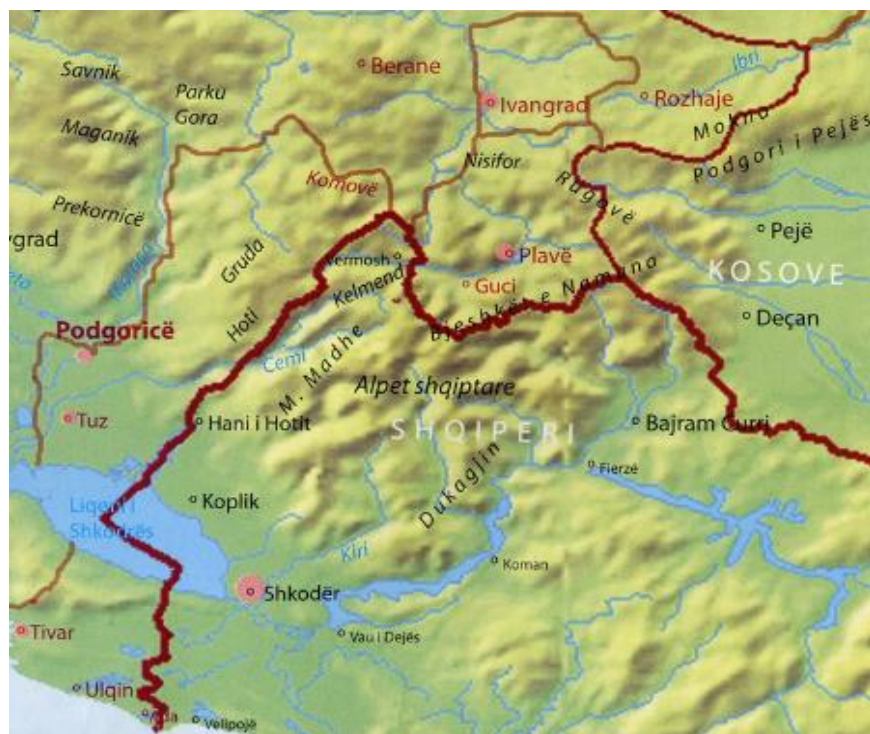 Savnik
Parku
Gora
Berane
Ibri
Ivangrad
Rozhaje
Maganik
Mokna
Podgori i Pejës
Nisifor
Komovë
Rugovë
Prekornicë
vgrad
Gruda
Pejë
Vermosh
Plavë
Kelmend
Guci
Bjeshkët e Namuna
KOSOVE
Hoti
Podgoricë
Deçan
Cemi
M. Madhe
Alpet shqiptare
Tuz
Hani i Hotit
SHQIPERI
Bajram Curri
Fierzë
Dukagjin
Liqeni i
Shkodrës
Koplik
Kiri
Koman
Shkodër
Tivar
Vau i Dejës
Ulqin
Velipojë